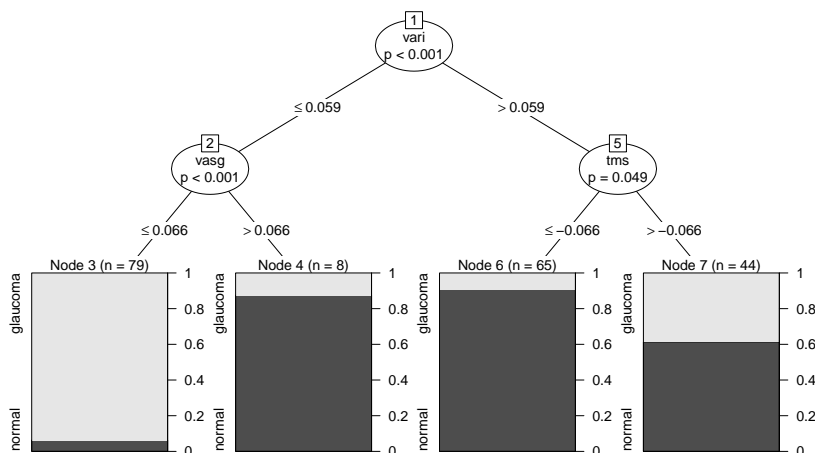 1
vari
p < 0.001
≤ 0.059
> 0.059
2
vasg
p < 0.001
5
tms
p = 0.049
≤ 0.066
> 0.066
≤ −0.066
> −0.066
Node 3 (n = 79)
glaucoma
normal
1
0.8
0.6
0.4
0.2
0
Node 4 (n = 8)
glaucoma
normal
1
0.8
0.6
0.4
0.2
0
Node 6 (n = 65)
glaucoma
normal
1
0.8
0.6
0.4
0.2
0
Node 7 (n = 44)
glaucoma
normal
1
0.8
0.6
0.4
0.2
0